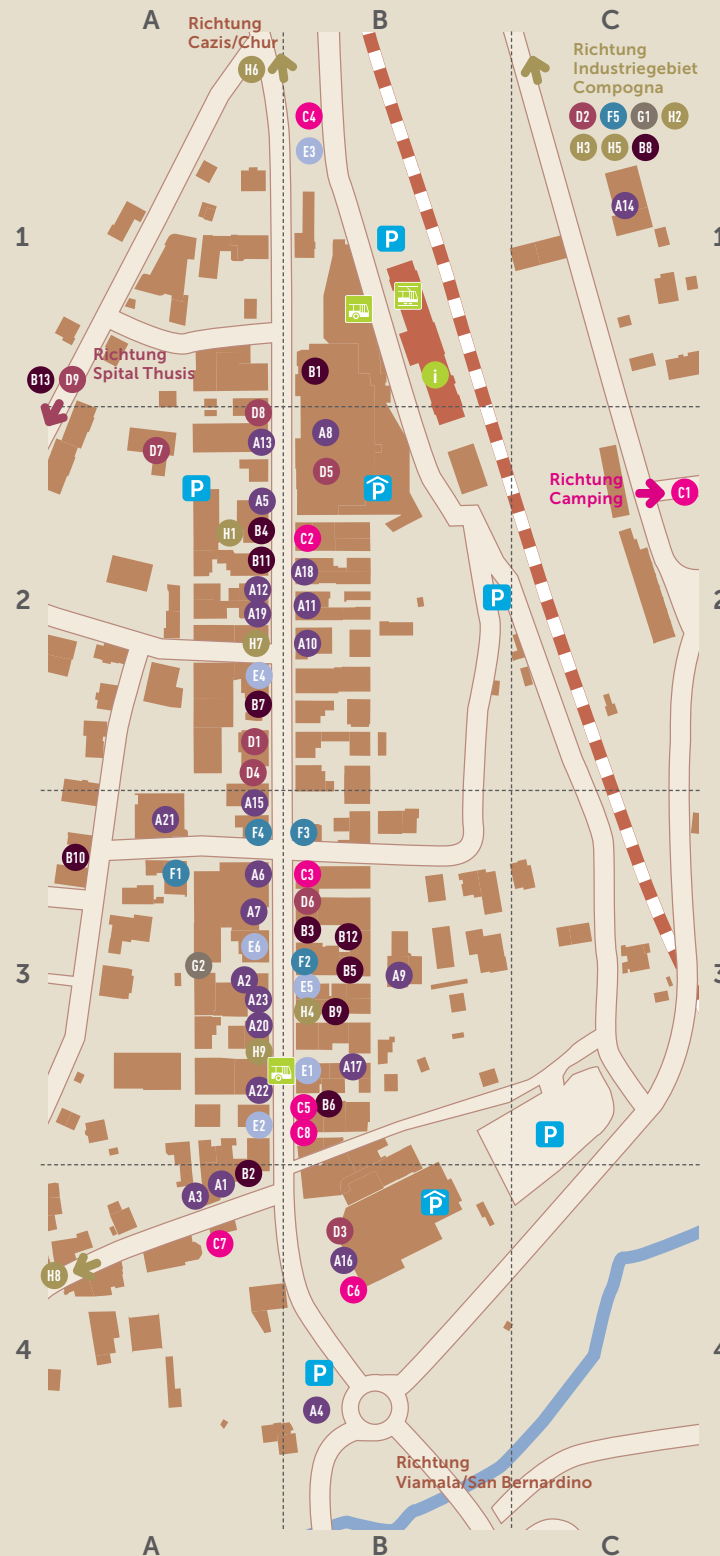 A B C
Richtung
Cazis/Chur
H6
Richtung
Industriegebiet
Compogna
D2 F5 G1 H2
H3 H5 B8
C4
E3
A14
1 1
P
i
Richtung
Spital Thusis
B13 D9
B1
D8
A8
A13
D7
D5
P
P
Richtung
Camping
C1
A5
H1 B4
C2
B11
A18
A12
A11
P
2 2
A19
H7
A10
E4
B7
D1
D4
A15
A21
F4 F3
B10
F1
A6 C3
D6
A7
B3
B12
E6
F2
G2
B5
A9
3 3
A2
E5
A23
H4 B9
A20
H9
E1 A17
A22
C5 B6
E2
C8
P
B2
A1
A3
P
D3
C7
A16
H8
C6
4 4
P
A4
Richtung
Viamala/San Bernardino
A B C